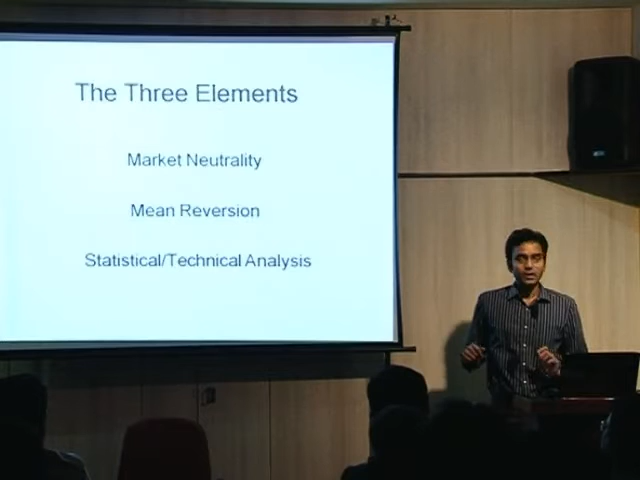 The Three Elements
Market Neutrality
Mean Reversion
Statistical/Technical Analysis